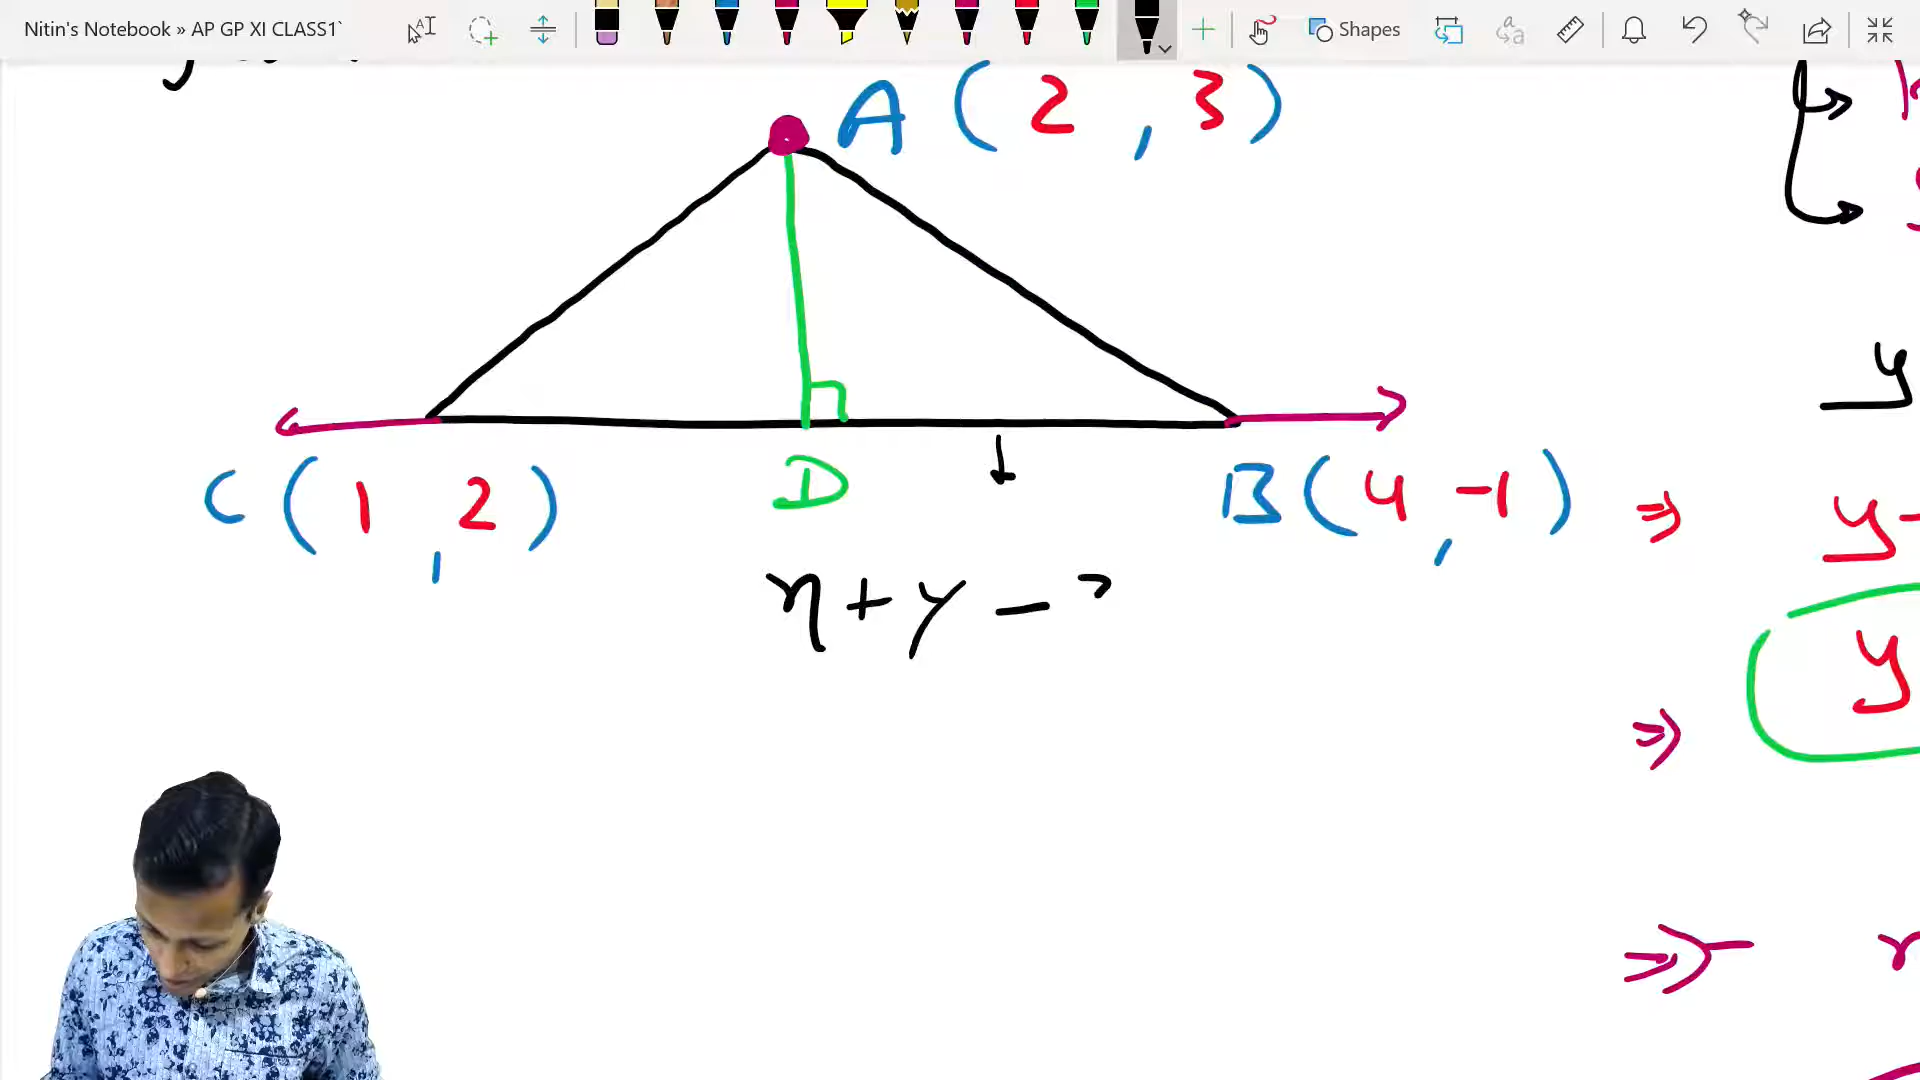 Nitin's Notebook » AP GP XI CLASS1`
Shapes
A ( 2 , 3 )
y
C ( 1 , 2 )
D
B ( 4 , -1 )
⇒ y -
x + y -
⇒ y